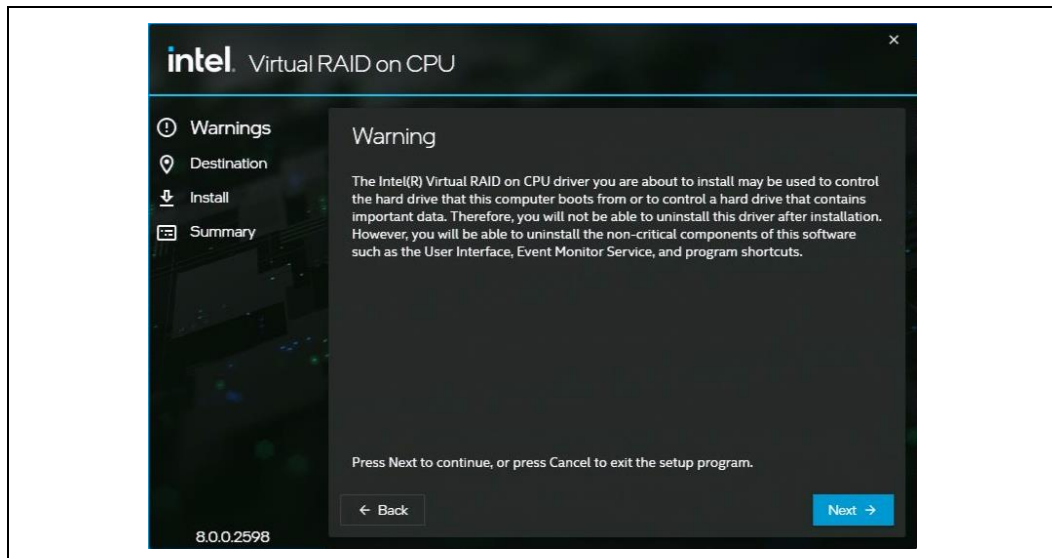 intel. Virtual RAID on CPU
Warnings
Destination
Install
Summary
Warning
The Intel(R) Virtual RAID on CPU driver you are about to install may be used to control
the hard drive that this computer boots from or to control a hard drive that contains
important data. Therefore, you will not be able to uninstall this driver after installation.
However, you will be able to uninstall the non-critical components of this software
such as the User Interface, Event Monitor Service, and program shortcuts.
Press Next to continue, or press Cancel to exit the setup program.
← Back
Next →
8.0.0.2598